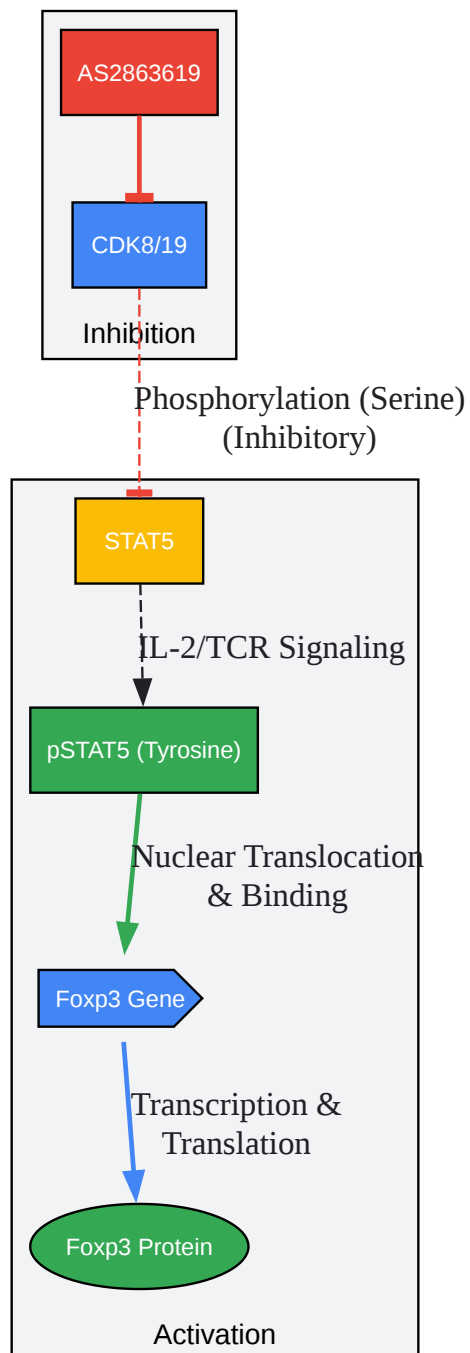 AS2863619
CDK8/19
Inhibition
Phosphorylation (Serine)
(Inhibitory)
STAT5
IL-2/TCR Signaling
pSTAT5 (Tyrosine)
Nuclear Translocation
& Binding
Foxp3 Gene
Transcription &
Translation
Foxp3 Protein
Activation